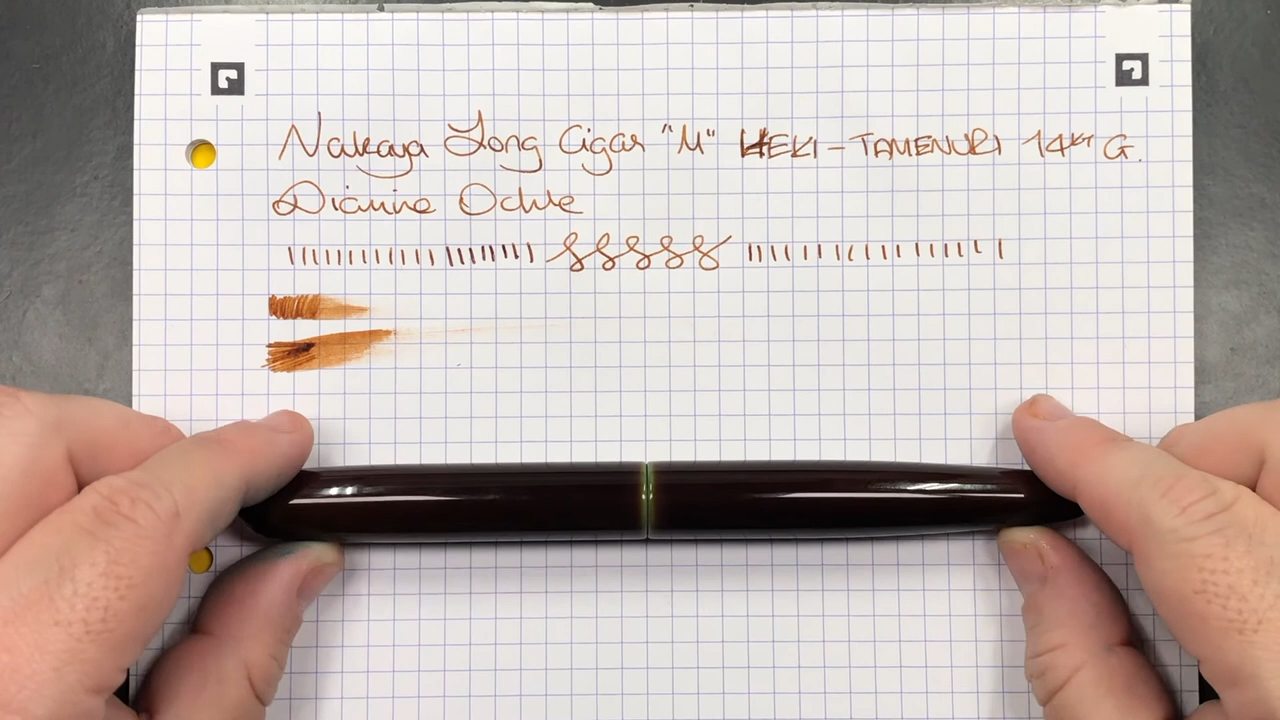 Nakaya Long Cigar "M" HEKI-TAMENURI 14kt G.
Diamine Ochre